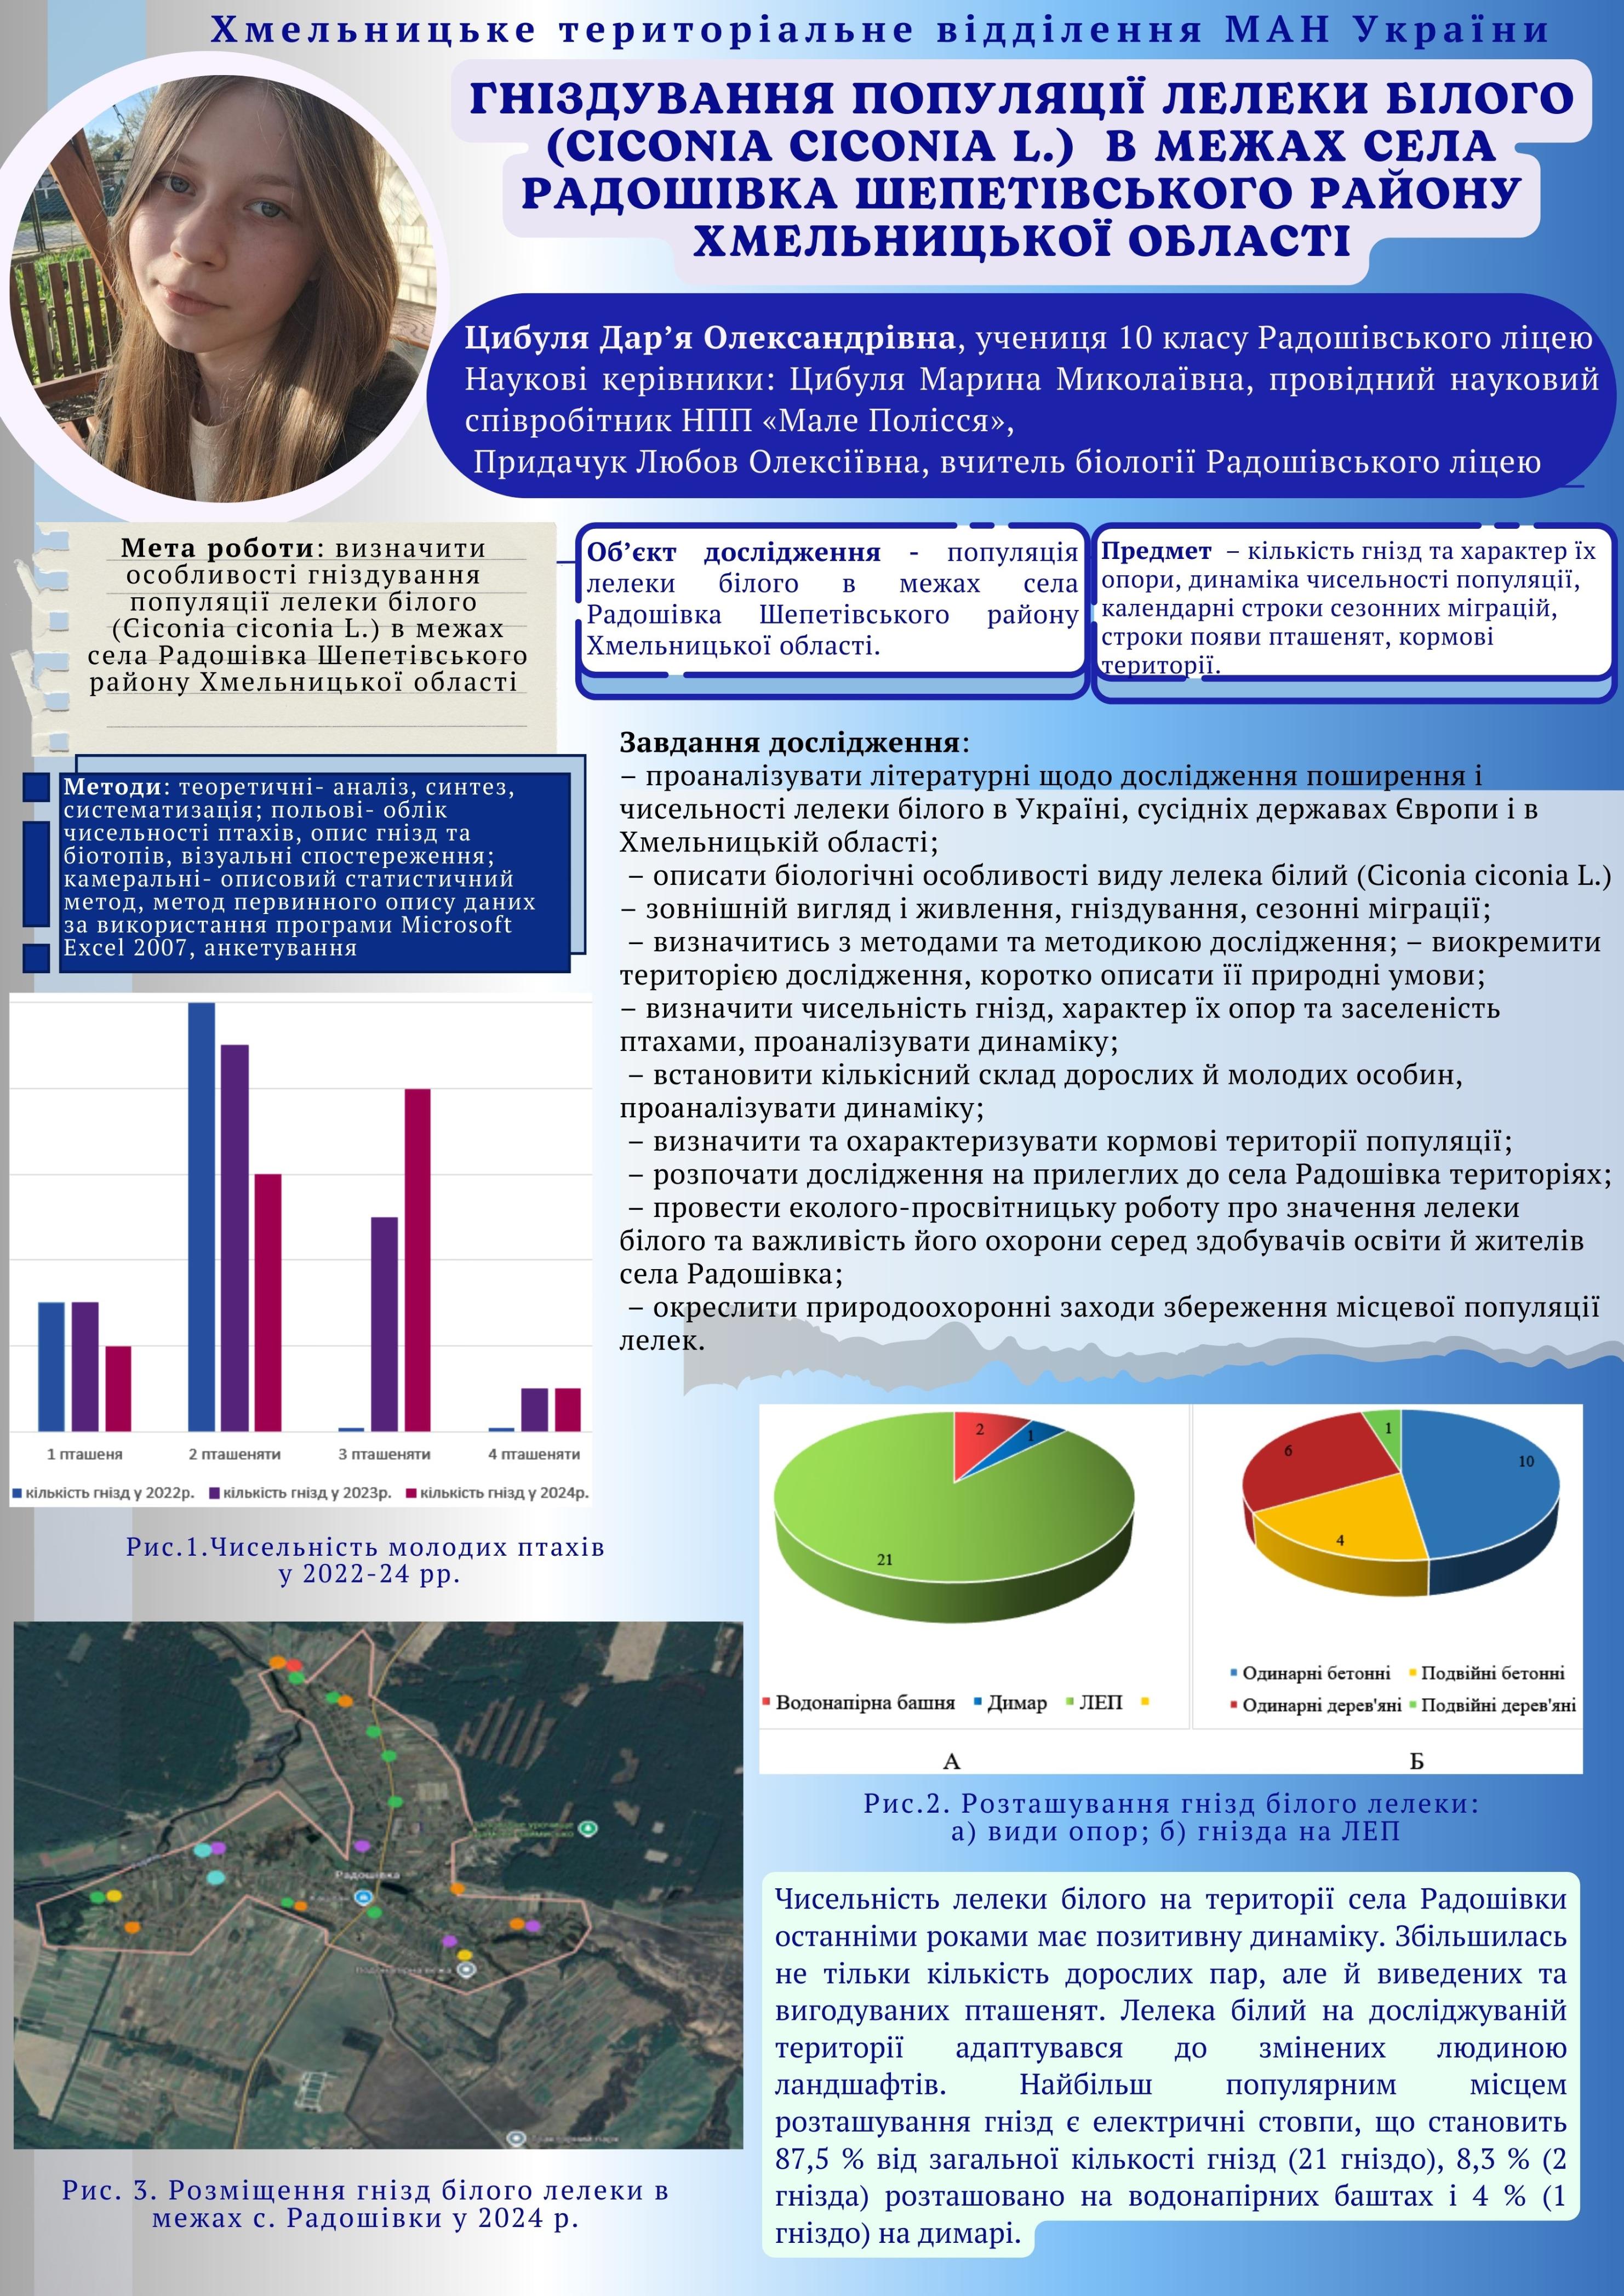 Хмельницьке територіальне відділення МАН України
ГНІЗДУВАННЯ ПОПУЛЯЦІЇ ЛЕЛЕКИ БІЛОГО
(CICONIA CICONIA L.) В МЕЖАХ СЕЛА
РАДОШІВКА ШЕПЕТІВСЬКОГО РАЙОНУ
ХМЕЛЬНИЦЬКОЇ ОБЛАСТІ
Цибуля Дар’я Олександрівна, учениця 10 класу Радошівського ліцею
Наукові керівники: Цибуля Марина Миколаївна, провідний науковий
співробітник НПП «Мале Полісся»,
Придачук Любов Олексіївна, вчитель біології Радошівського ліцею
Мета роботи: визначити
особливості гніздування
популяції лелеки білого
(Ciconia ciconia L.) в межах
села Радошівка Шепетівського
району Хмельницької області
Об’єкт дослідження - популяція
лелеки білого в межах села
Радошівка Шепетівського району
Хмельницької області.
Предмет – кількість гнізд та характер їх
опори, динаміка чисельності популяції,
календарні строки сезонних міграцій,
строки появи пташенят, кормові
території.
Методи: теоретичні- аналіз, синтез,
систематизація; польові- облік
чисельності птахів, опис гнізд та
біотопів, візуальні спостереження;
камеральні- описовий статистичний
метод, метод первинного опису даних
за використання програми Microsoft
Excel 2007, анкетування
Завдання дослідження:
– проаналізувати літературні щодо дослідження поширення і
чисельності лелеки білого в Україні, сусідніх державах Європи і в
Хмельницькій області;
– описати біологічні особливості виду лелека білий (Ciconia ciconia L.)
– зовнішній вигляд і живлення, гніздування, сезонні міграції;
– визначитись з методами та методикою дослідження; – виокремити
територією дослідження, коротко описати її природні умови;
– визначити чисельність гнізд, характер їх опор та заселеність
птахами, проаналізувати динаміку;
– встановити кількісний склад дорослих й молодих особин,
проаналізувати динаміку;
– визначити та охарактеризувати кормові території популяції;
– розпочати дослідження на прилеглих до села Радошівка територіях;
– провести еколого-просвітницьку роботу про значення лелеки
білого та важливість його охорони серед здобувачів освіти й жителів
села Радошівка;
– окреслити природоохоронні заходи збереження місцевої популяції
лелек.
1 пташеня 2 пташеняти 3 пташеняти 4 пташеняти
кількість гнізд у 2022р. кількість гнізд у 2023р. кількість гнізд у 2024р.
Рис.1.Чисельність молодих птахів
у 2022-24 рр.
2
1
21
Водонапірна башня Димар ЛЕП
А
1
10
6
4
Одинарні бетонні Подвійні бетонні
Одинарні дерев'яні Подвійні дерев'яні
Б
Рис.2. Розташування гнізд білого лелеки:
а) види опор; б) гнізда на ЛЕП
Радошівка
Водонапірна вежа
Рис. 3. Розміщення гнізд білого лелеки в
межах с. Радошівки у 2024 р.
Чисельність лелеки білого на території села Радошівки
останніми роками має позитивну динаміку. Збільшилась
не тільки кількість дорослих пар, але й виведених та
вигодуваних пташенят. Лелека білий на досліджуваній
території адаптувався до змінених людиною
ландшафтів. Найбільш популярним місцем
розташування гнізд є електричні стовпи, що становить
87,5 % від загальної кількості гнізд (21 гніздо), 8,3 % (2
гнізда) розташовано на водонапірних баштах і 4 % (1
гніздо) на димарі.